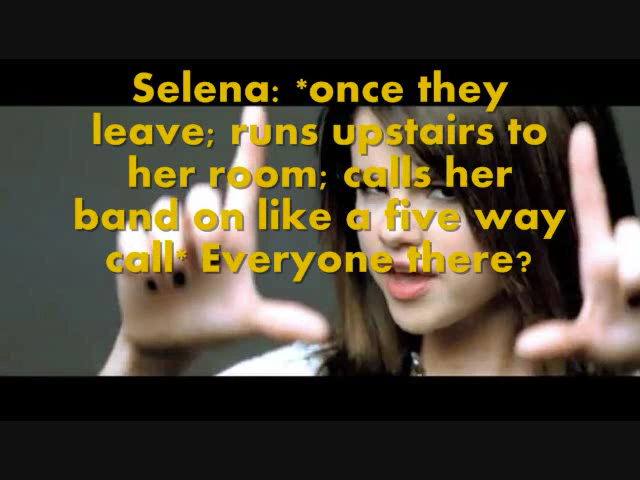 Selena: *once they
leave; runs upstairs to
her room; calls her
band on like a five way
call* Everyone there?